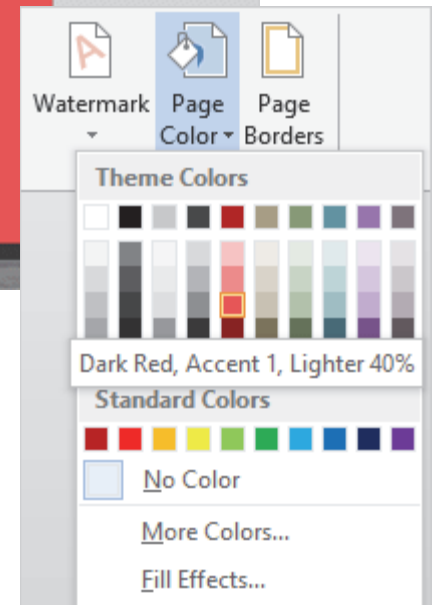 Watermark Page Page
Color Borders
Theme Colors
Dark Red, Accent 1, Lighter 40%
Standard Colors
No Color
More Colors...
Fill Effects...